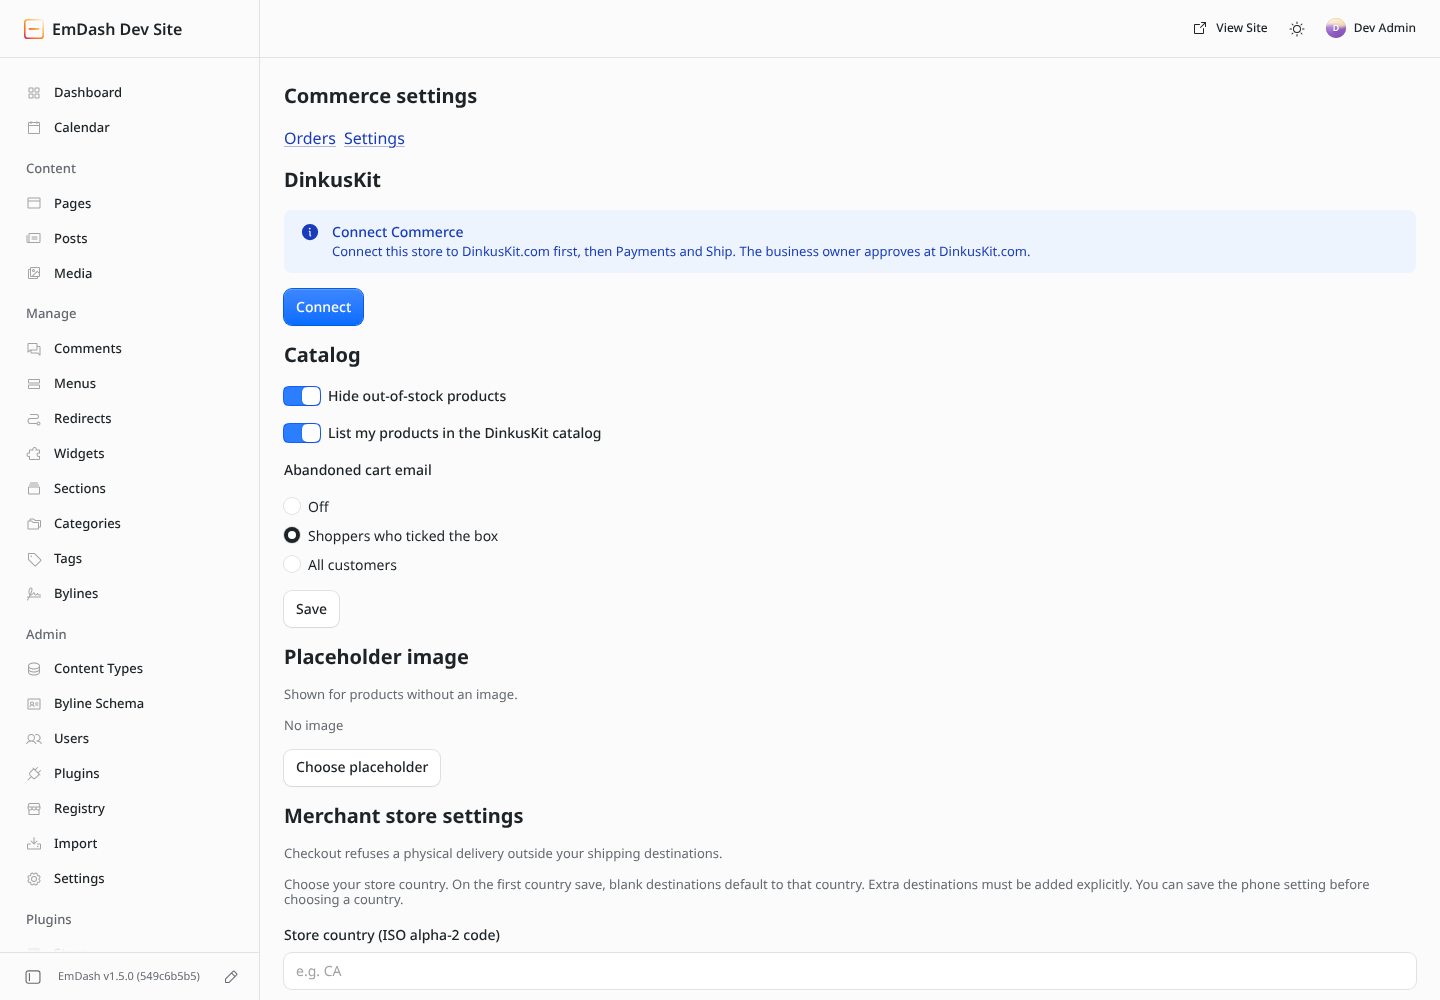 EmDash Dev Site
View Site
D
Dev Admin
Dashboard
Calendar
Content
Pages
Posts
Media
Manage
Comments
Menus
Redirects
Widgets
Sections
Categories
Tags
Bylines
Admin
Content Types
Byline Schema
Users
Plugins
Registry
Import
Settings
Plugins
EmDash v1.5.0 (549c6b5b5)
Commerce settings
Orders Settings
DinkusKit
Connect Commerce
Connect this store to DinkusKit.com first, then Payments and Ship. The business owner approves at DinkusKit.com.
Connect
Catalog
Hide out-of-stock products
List my products in the DinkusKit catalog
Abandoned cart email
Off
Shoppers who ticked the box
All customers
Save
Placeholder image
Shown for products without an image.
No image
Choose placeholder
Merchant store settings
Checkout refuses a physical delivery outside your shipping destinations.
Choose your store country. On the first country save, blank destinations default to that country. Extra destinations must be added explicitly. You can save the phone setting before
choosing a country.
Store country (ISO alpha-2 code)
e.g. CA